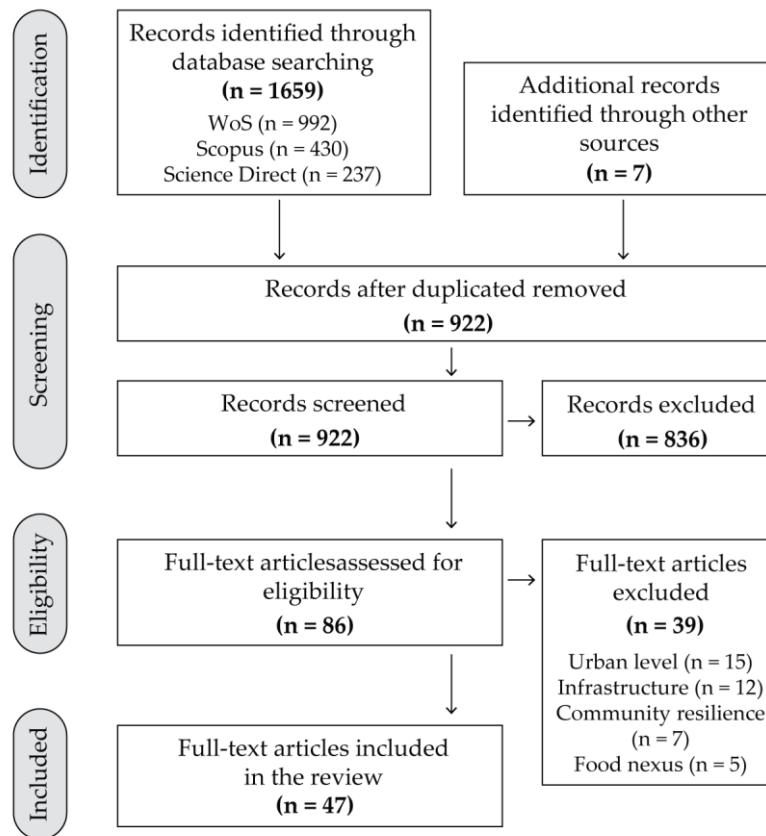 Identification
Records identified through
database searching
(n = 1659)
WoS (n = 992)
Scopus (n = 430)
Science Direct (n = 237)
Additional records
identified through other
sources
(n = 7)
Screening
Records after duplicated removed
(n = 922)
Records screened
(n = 922)
Records excluded
(n = 836)
Eligibility
Full-text articlesassessed for
eligibility
(n = 86)
Full-text articles
excluded
(n = 39)
Urban level (n = 15)
Infrastructure (n = 12)
Community resilience
(n = 7)
Food nexus (n = 5)
Included
Full-text articles included
in the review
(n = 47)